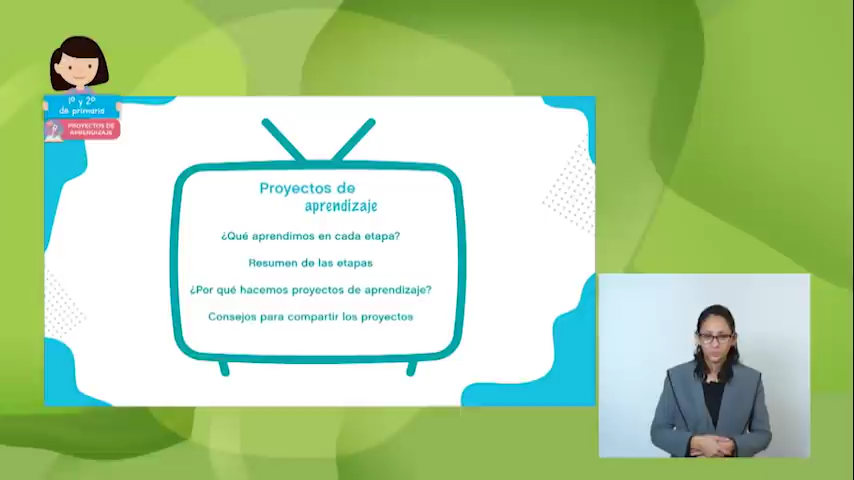 1º y 2º
de primaria
PROYECTOS DE
APRENDIZAJE
Proyectos de
aprendizaje
¿Qué aprendimos en cada etapa?
Resumen de las etapas
¿Por qué hacemos proyectos de aprendizaje?
Consejos para compartir los proyectos